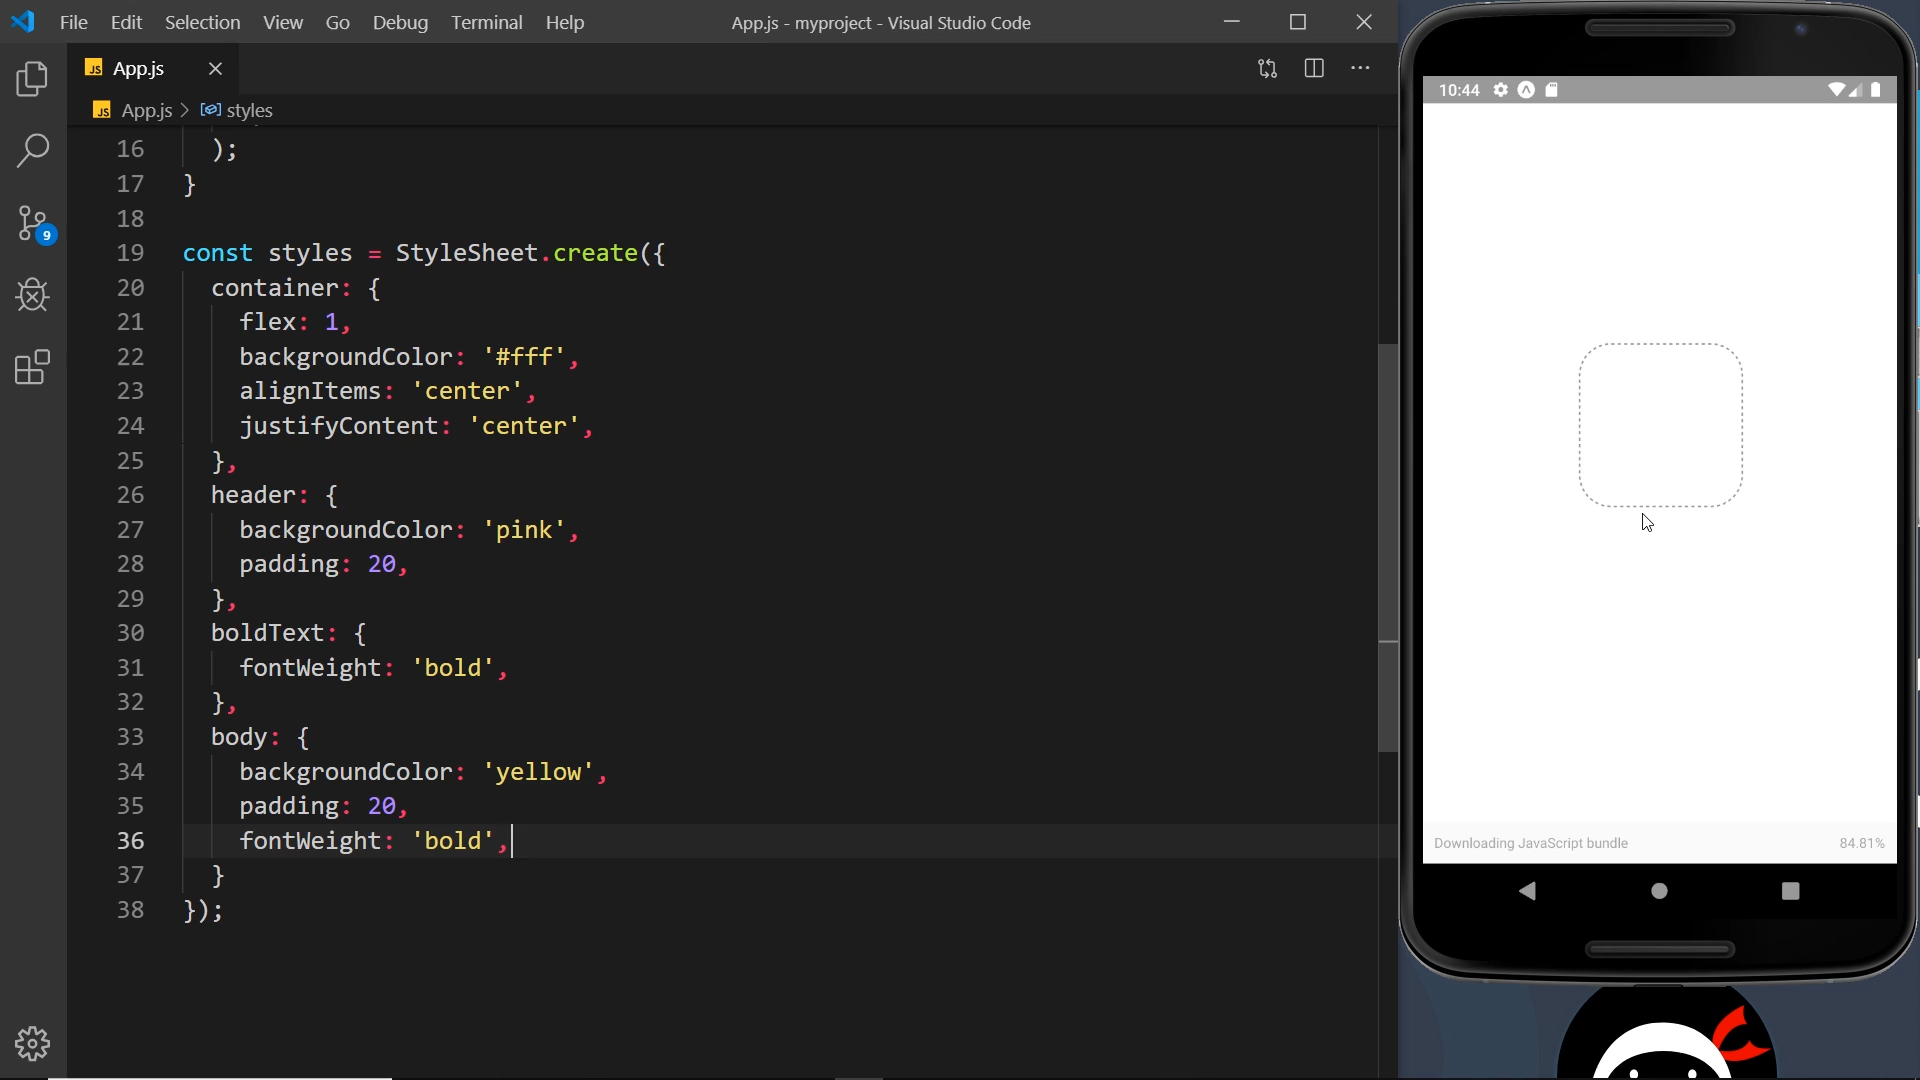 File Edit Selection View Go Debug Terminal Help App.js - myproject - Visual Studio Code
JS App.js
JS App.js > styles
9
16 );
17 }
18
19 const styles = StyleSheet.create({
20 container: {
21 flex: 1,
22 backgroundColor: '#fff',
23 alignItems: 'center',
24 justifyContent: 'center',
25 },
26 header: {
27 backgroundColor: 'pink',
28 padding: 20,
29 },
30 boldText: {
31 fontWeight: 'bold',
32 },
33 body: {
34 backgroundColor: 'yellow',
35 padding: 20,
36 fontWeight: 'bold',
37 }
38 });
10:44
Downloading JavaScript bundle 84.81%